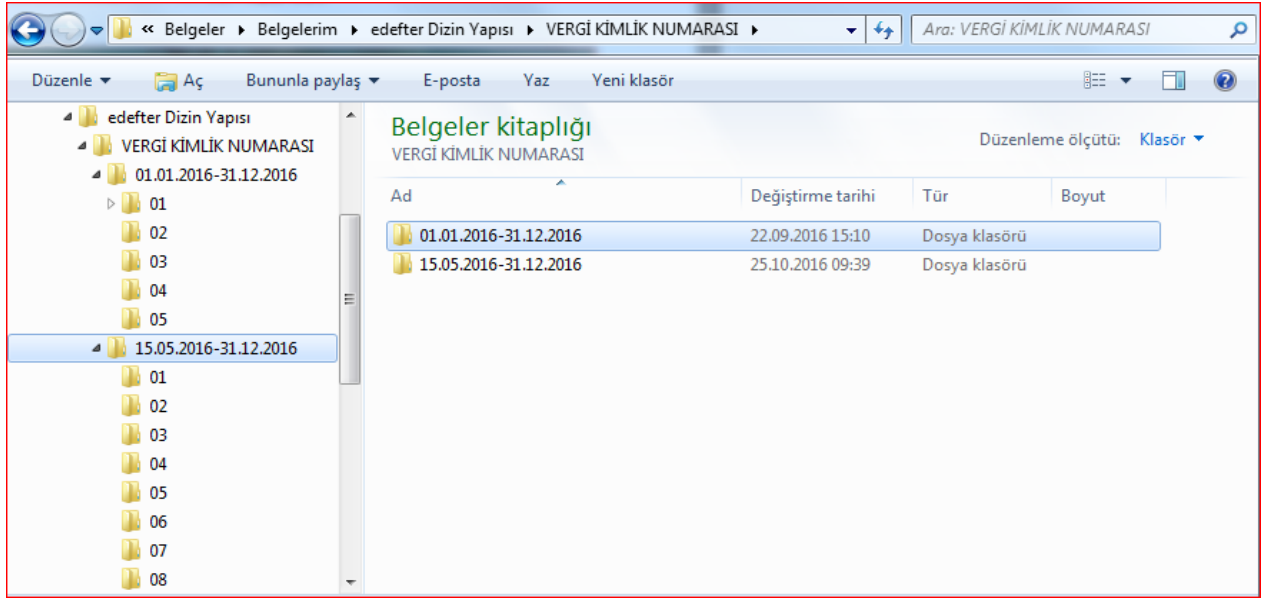 « Belgeler ▸ Belgelerim ▸ edefter Dizin Yapısı ▸ VERGİ KİMLİK NUMARASI ▸
Ara: VERGİ KİMLİK NUMARASI
Düzenle Aç Bununla paylaş E-posta Yaz Yeni klasör
edefter Dizin Yapısı
VERGİ KİMLİK NUMARASI
01.01.2016-31.12.2016
01
02
03
04
05
15.05.2016-31.12.2016
01
02
03
04
05
06
07
08
Belgeler kitaplığı
VERGİ KİMLİK NUMARASI
Düzenleme ölçütü: Klasör
Ad Değiştirme tarihi Tür Boyut
01.01.2016-31.12.2016 22.09.2016 15:10 Dosya klasörü
15.05.2016-31.12.2016 25.10.2016 09:39 Dosya klasörü